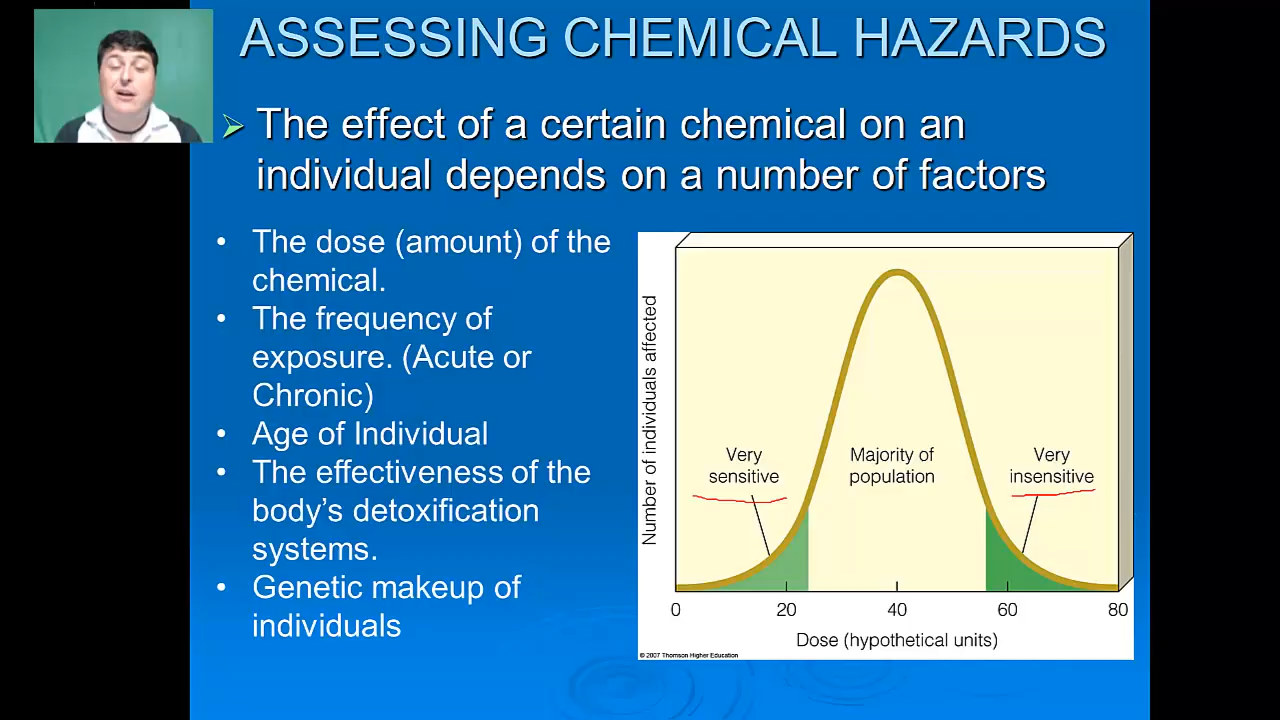 ASSESSING CHEMICAL HAZARDS
The effect of a certain chemical on an
individual depends on a number of factors
• The dose (amount) of the
chemical.
• The frequency of
exposure. (Acute or
Chronic)
• Age of Individual
• The effectiveness of the
body’s detoxification
systems.
• Genetic makeup of
individuals
Number of individuals affected
Very
sensitive
Majority of
population
Very
insensitive
0 20 40 60 80
Dose (hypothetical units)
© 2007 Thomson Higher Education